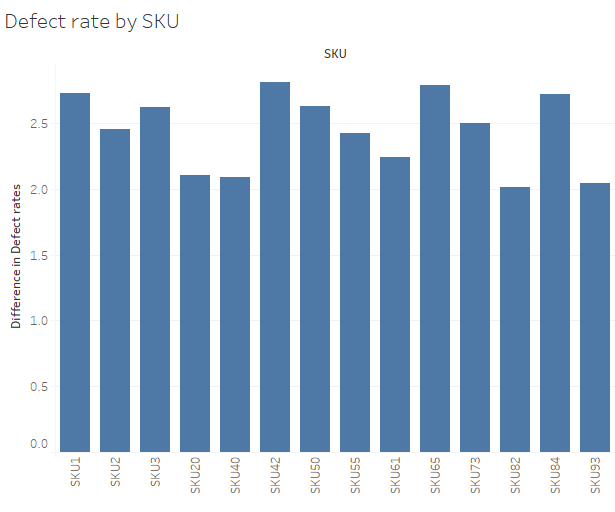 Defect rate by SKU
SKU
Difference in Defect rates
2.5
2.0
1.5
1.0
0.5
0.0
SKU1
SKU2
SKU3
SKU20
SKU40
SKU42
SKU50
SKU55
SKU61
SKU65
SKU73
SKU82
SKU84
SKU93